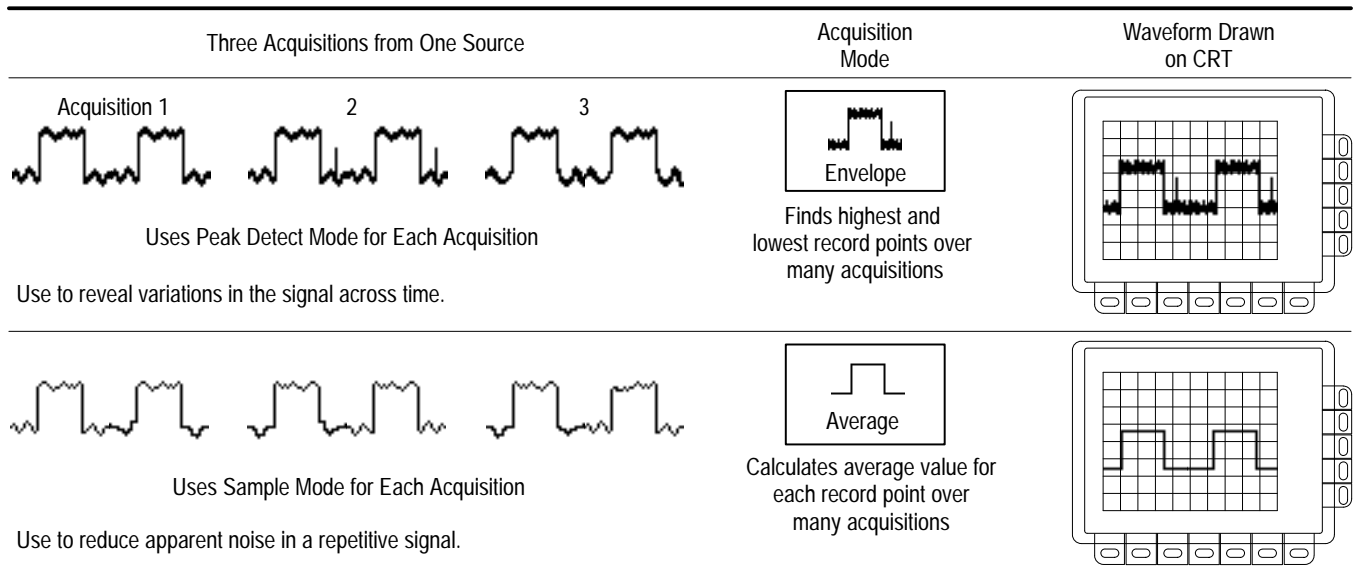 Three Acquisitions from One Source
Acquisition
Mode
Waveform Drawn
on CRT
Acquisition 1
2
3
Uses Peak Detect Mode for Each Acquisition
Use to reveal variations in the signal across time.
Envelope
Finds highest and
lowest record points over
many acquisitions
Uses Sample Mode for Each Acquisition
Use to reduce apparent noise in a repetitive signal.
Average
Calculates average value for
each record point over
many acquisitions